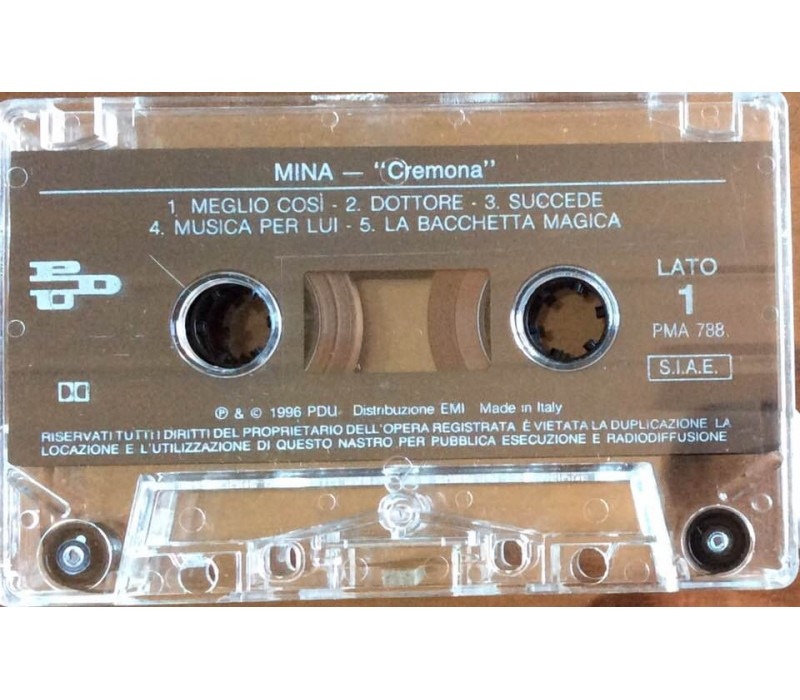 MINA — "Cremona"
1. MEGLIO COSÌ - 2. DOTTORE - 3. SUCCEDE
4. MUSICA PER LUI - 5. LA BACCHETTA MAGICA
PDU
LATO
1
PMA 788
S.I.A.E.
℗ & © 1996 PDU Distribuzione EMI Made in Italy
RISERVATI TUTTI I DIRITTI DEL PROPRIETARIO DELL'OPERA REGISTRATA È VIETATA LA DUPLICAZIONE LA
LOCAZIONE E L'UTILIZZAZIONE DI QUESTO NASTRO PER PUBBLICA ESECUZIONE E RADIODIFFUSIONE